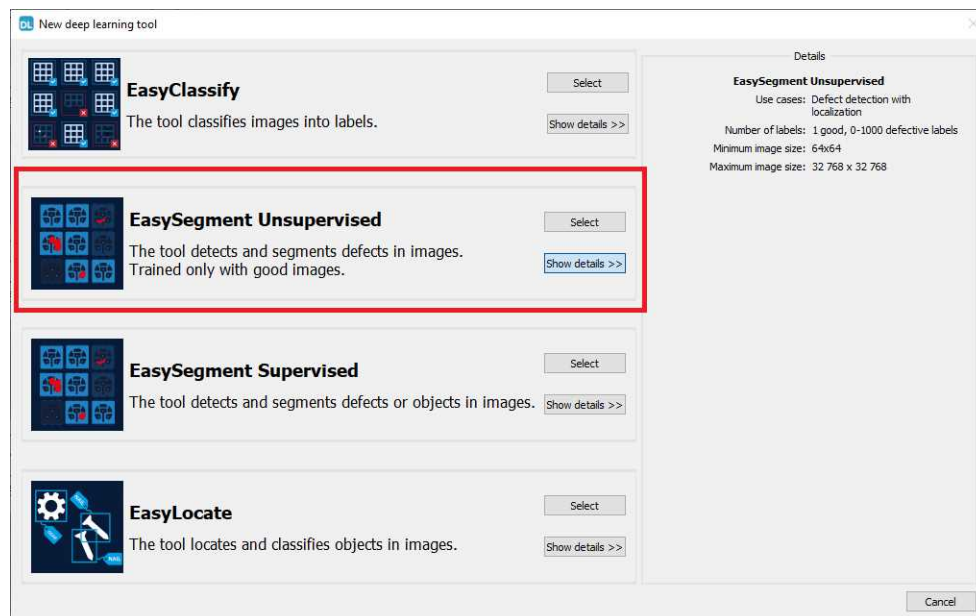 New deep learning tool
EasyClassify
The tool classifies images into labels.
Select
Show details >>
EasySegment Unsupervised
The tool detects and segments defects in images.
Trained only with good images.
Select
Show details >>
EasySegment Supervised
The tool detects and segments defects or objects in images.
Select
Show details >>
EasyLocate
The tool locates and classifies objects in images.
Select
Show details >>
Details
EasySegment Unsupervised
Use cases: Defect detection with
localization
Number of labels: 1 good, 0-1000 defective labels
Minimum image size: 64x64
Maximum image size: 32 768 x 32 768
Cancel
DL
NAIL